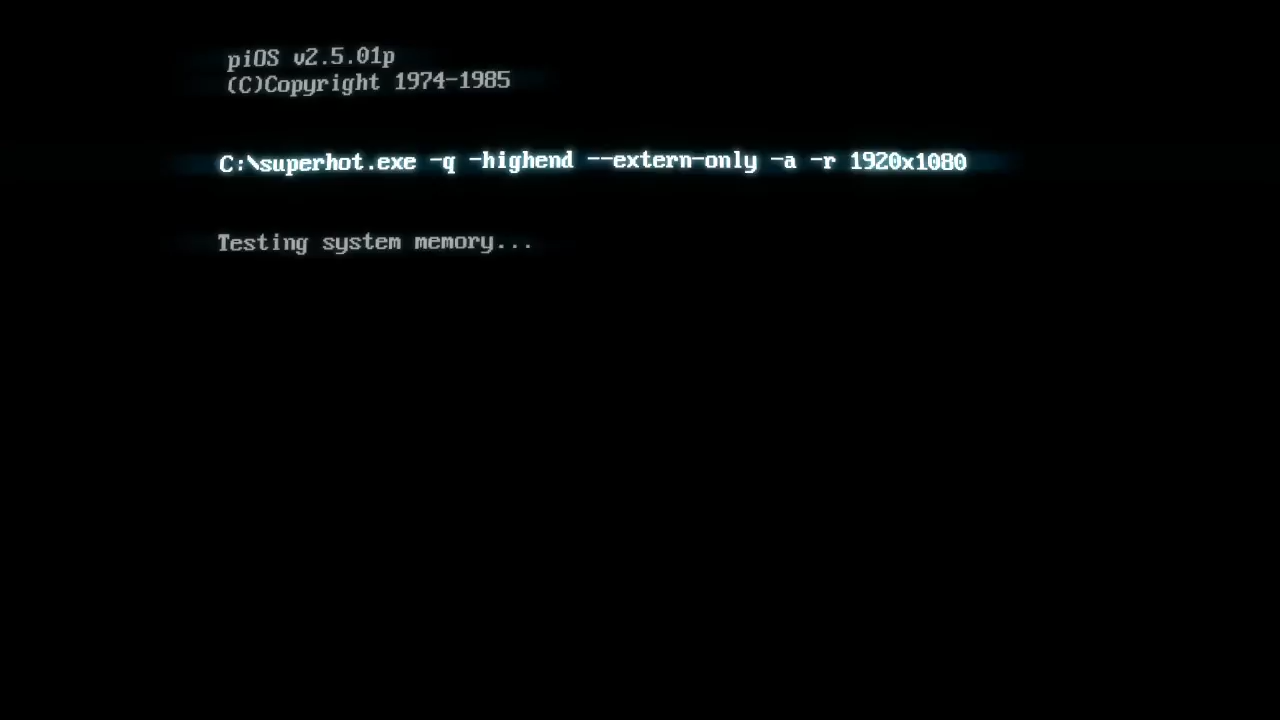 piOS v2.5.01p
(C)Copyright 1974-1985
C:\superhot.exe -q -highend --extern-only -a -r 1920x1080
Testing system memory...